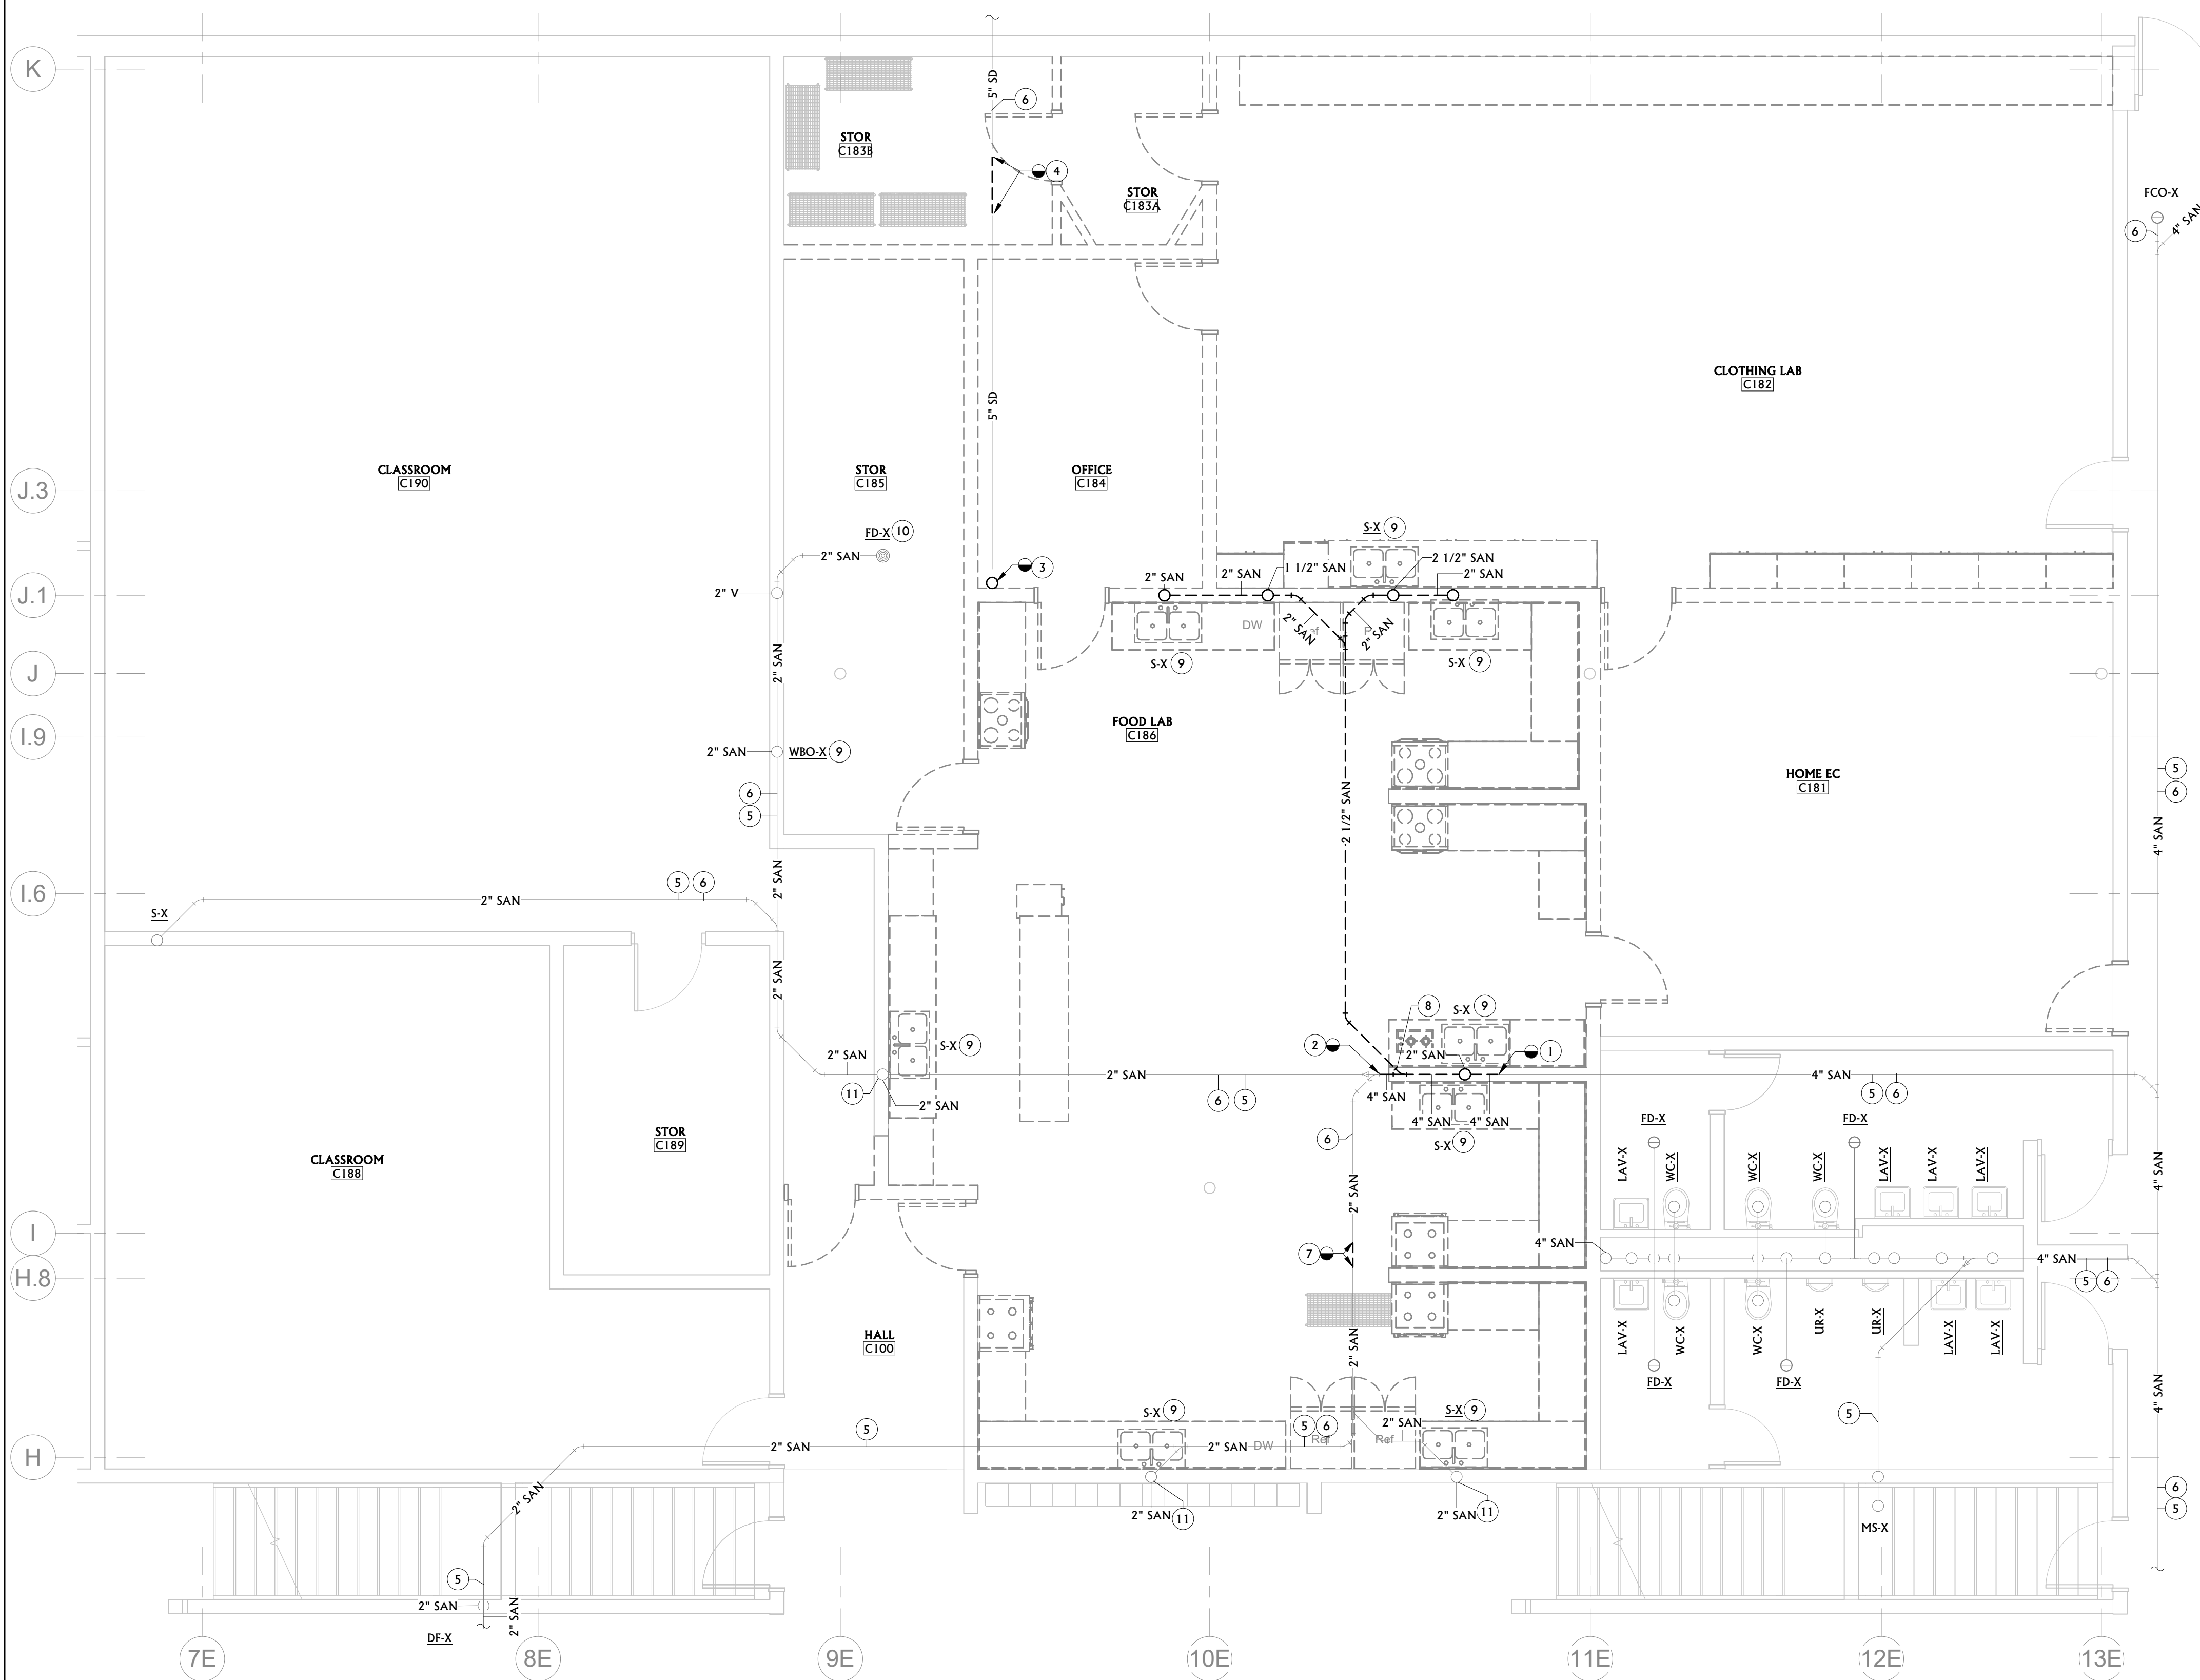 K
5" SD
6
STOR
C183B
4
STOR
C183A
FCO-X
6
4" SAN
CLOTHING LAB
C182
5" SD
J.3
CLASSROOM
C190
STOR
C185
OFFICE
C184
FD-X 10
2" SAN
S-X 9
2 1/2" SAN
3
1 1/2" SAN
2" SAN
2" SAN
2" SAN
J.1
2" V
DW
2" SAN
2" SAN
2" SAN
S-X 9
S-X 9
J
FOOD LAB
C186
I.9
2" SAN
WBO-X 9
HOME EC
C181
5
6
6
5
2 1/2" SAN
4" SAN
2" SAN
5
6
I.6
2" SAN
S-X
2" SAN
8
S-X 9
2
1
S-X 9
2" SAN
2" SAN
2" SAN
4" SAN
4" SAN
11
2" SAN
6
5
5
6
4" SAN
4" SAN
FD-X
FD-X
S-X 9
6
STOR
C189
CLASSROOM
C188
LAV-X
WC-X
WC-X
WC-X
LAV-X
LAV-X
LAV-X
4" SAN
2" SAN
I
4" SAN
7
4" SAN
5
6
H.8
HALL
C100
2" SAN
LAV-X
WC-X
WC-X
UR-X
UR-X
LAV-X
LAV-X
FD-X
FD-X
4" SAN
S-X 9
S-X 9
5
5
6
2" SAN
5
H
2" SAN
2" SAN
DW
Ref
Ref
2" SAN
2" SAN
11
2" SAN
11
6
5
MS-X
5
2" SAN
2" SAN
DF-X
7E
8E
9E
10E
11E
12E
13E